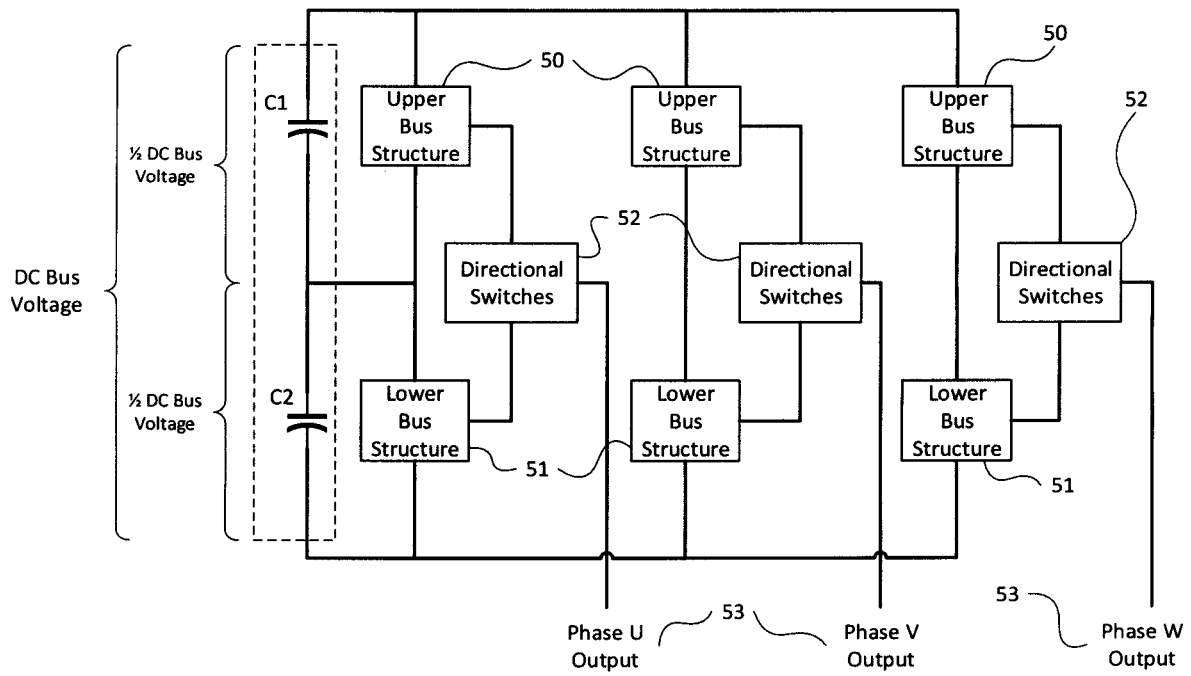 50
50
C1
Upper
Bus
Structure
Upper
Bus
Structure
Upper
Bus
Structure
52
½ DC Bus
Voltage
52
DC Bus
Voltage
Directional
Switches
Directional
Switches
Directional
Switches
½ DC Bus
Voltage
C2
Lower
Bus
Structure
Lower
Bus
Structure
Lower
Bus
Structure
51
51
53
53
Phase U
Output
Phase V
Output
Phase W
Output